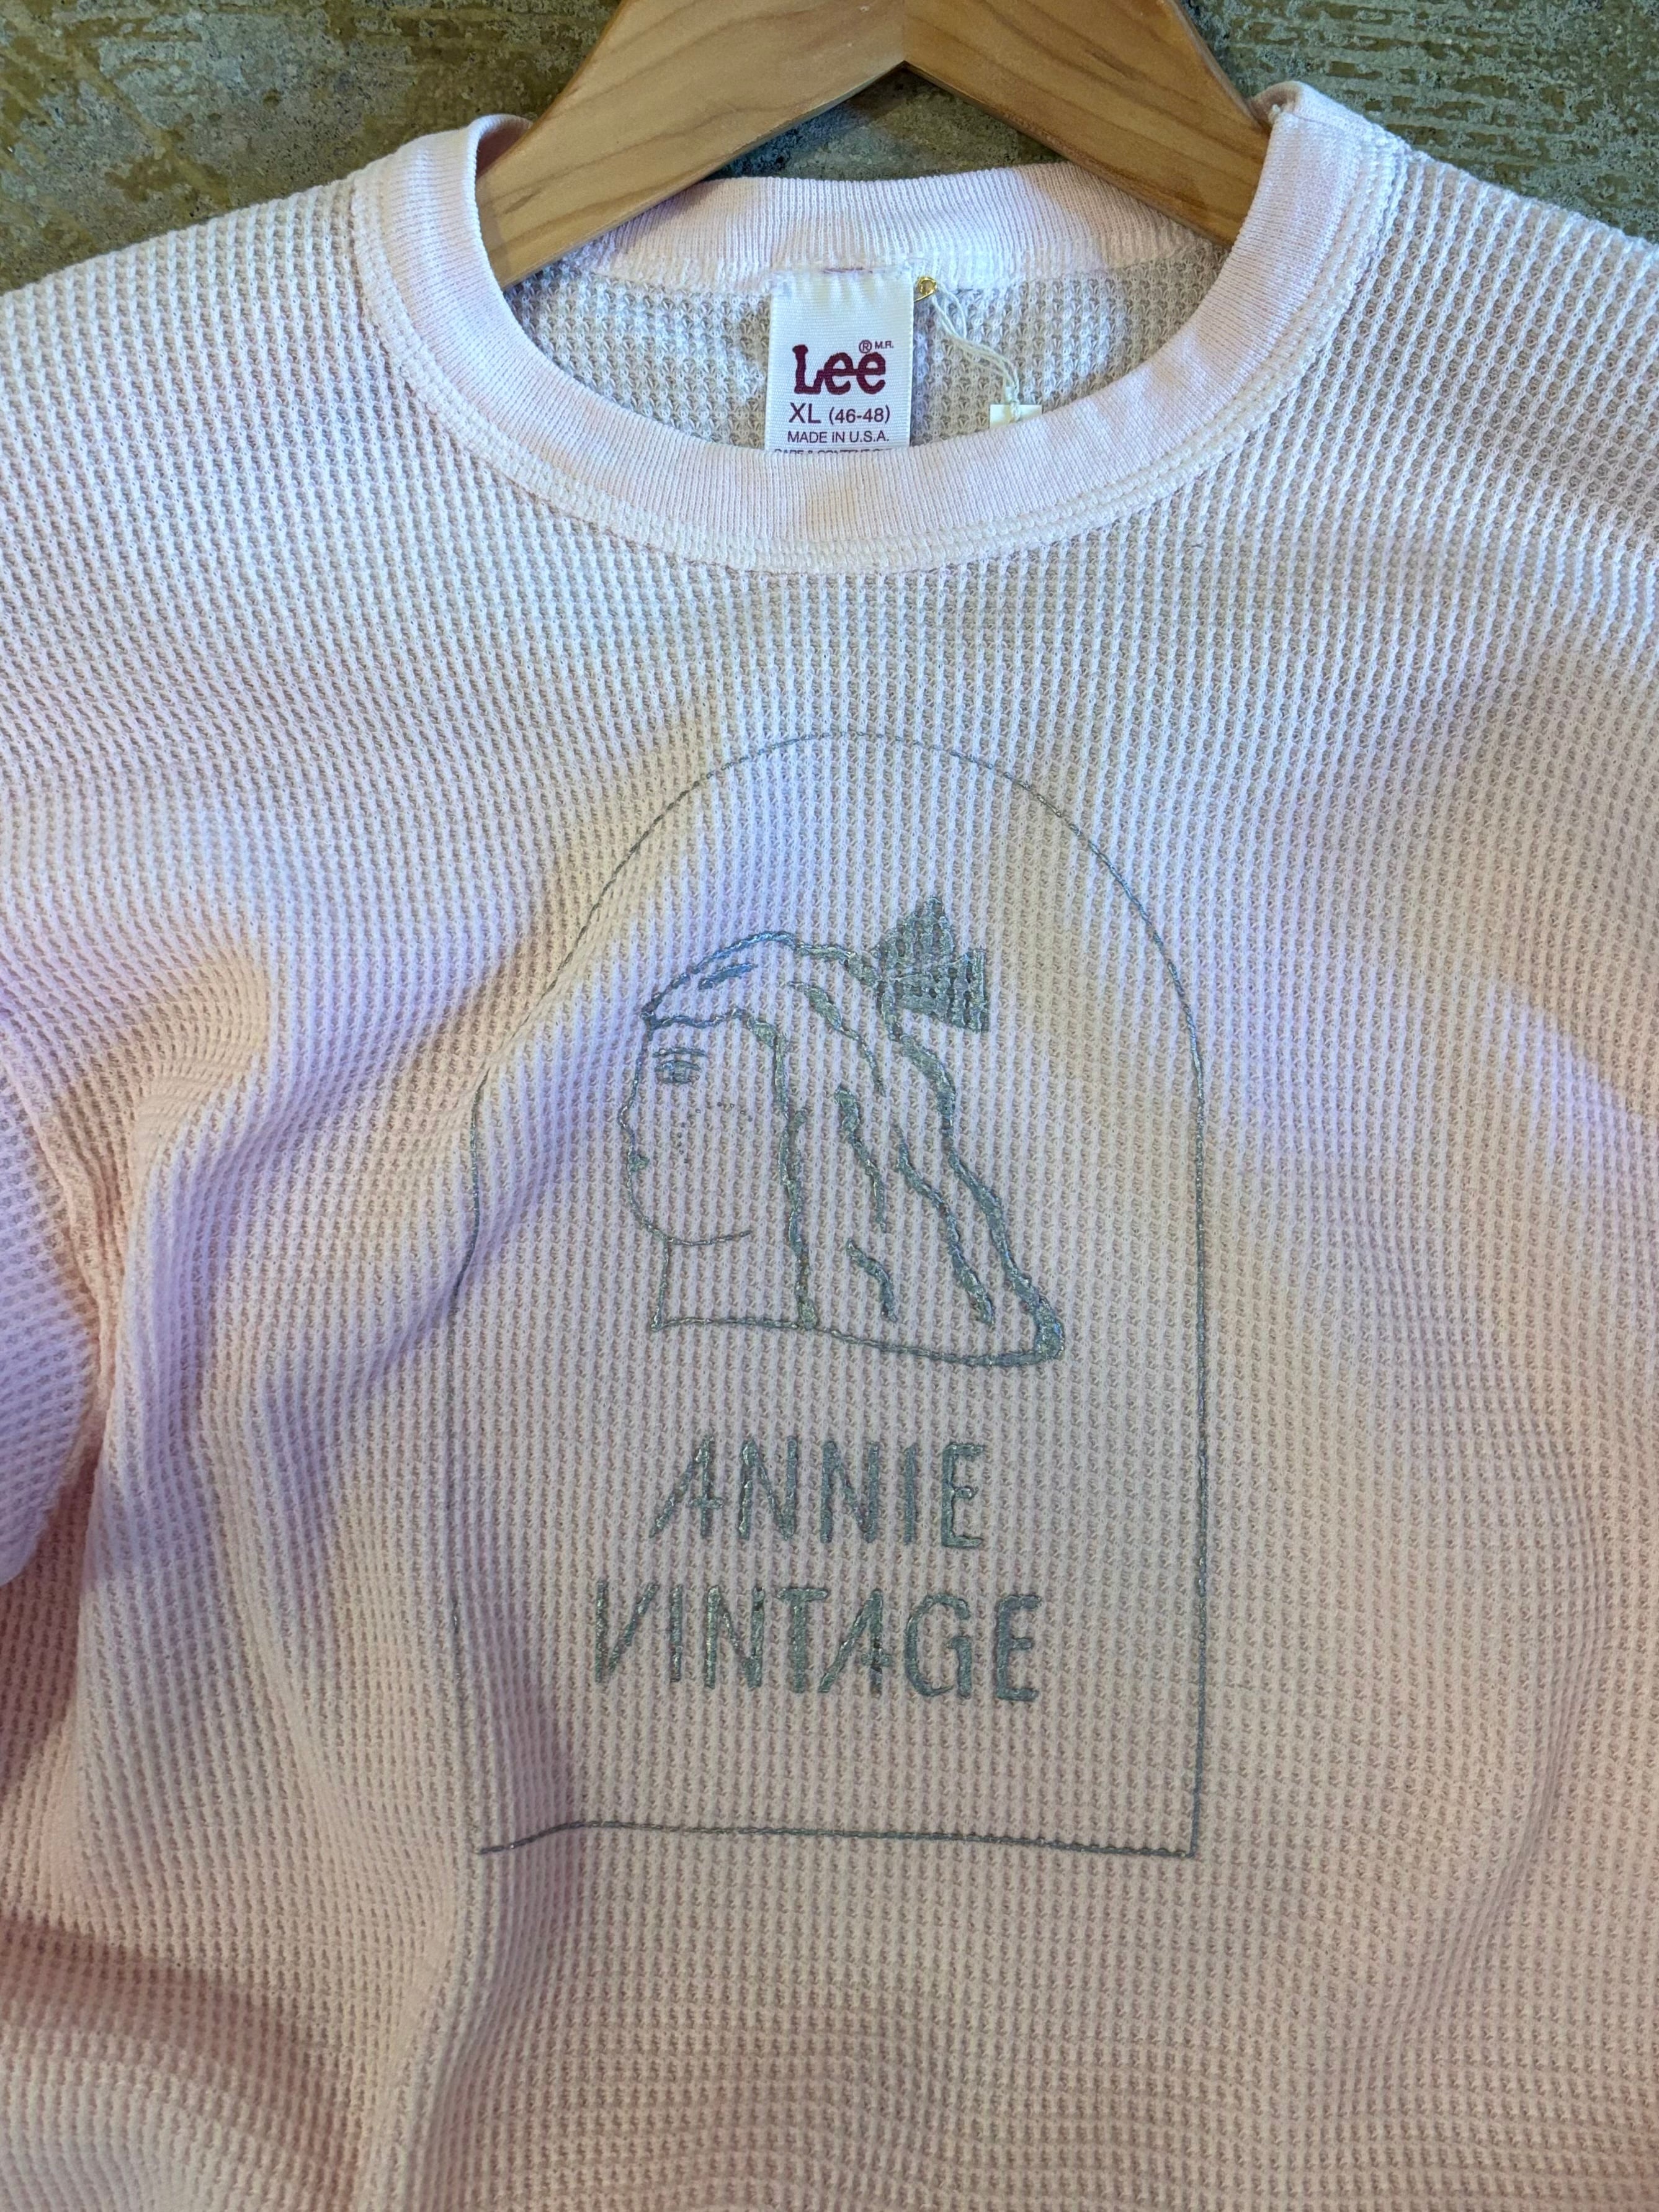 Lee® M.R.
XL (46-48)
MADE IN U.S.A.
ANNIE
VINTAGE